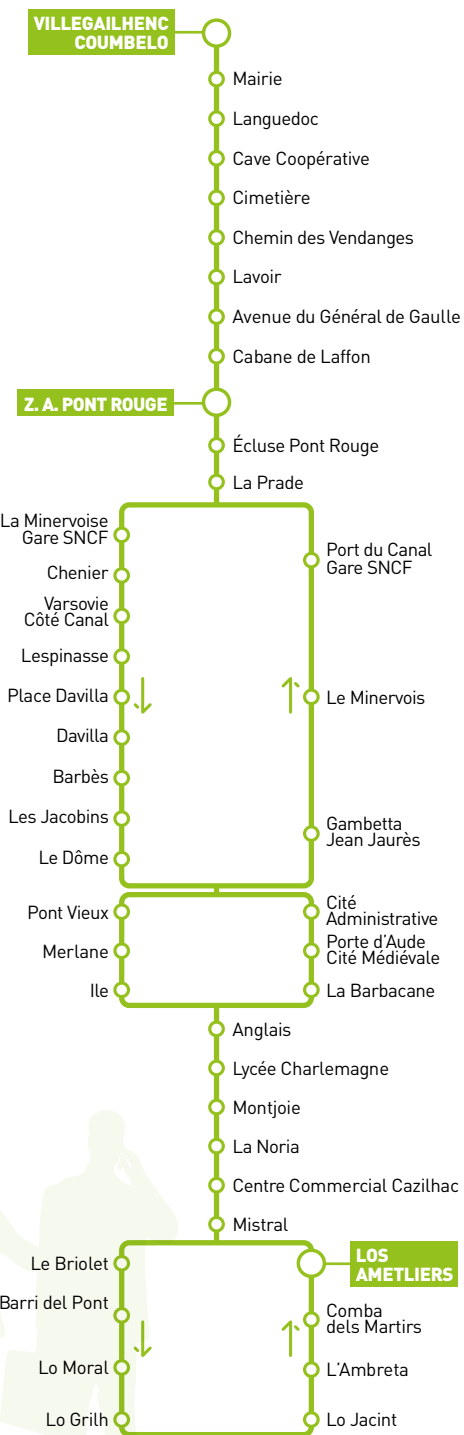 VILLEGAILHENC
COUMBELO
Mairie
Languedoc
Cave Coopérative
Cimetière
Chemin des Vendanges
Lavoir
Avenue du Général de Gaulle
Cabane de Laffon
Z. A. PONT ROUGE
Écluse Pont Rouge
La Prade
La Minervoise
Gare SNCF
Chenier
Varsovie
Côté Canal
Lespinasse
Place Davilla
Davilla
Barbès
Les Jacobins
Le Dôme
Port du Canal
Gare SNCF
Le Minervois
Gambetta
Jean Jaurès
Pont Vieux
Merlane
Ile
Cité
Administrative
Porte d'Aude
Cité Médiévale
La Barbacane
Anglais
Lycée Charlemagne
Montjoie
La Noria
Centre Commercial Cazilhac
Mistral
Le Briolet
Barri del Pont
Lo Moral
Lo Grilh
LOS
AMETLIERS
Comba
dels Martirs
L'Ambreta
Lo Jacint